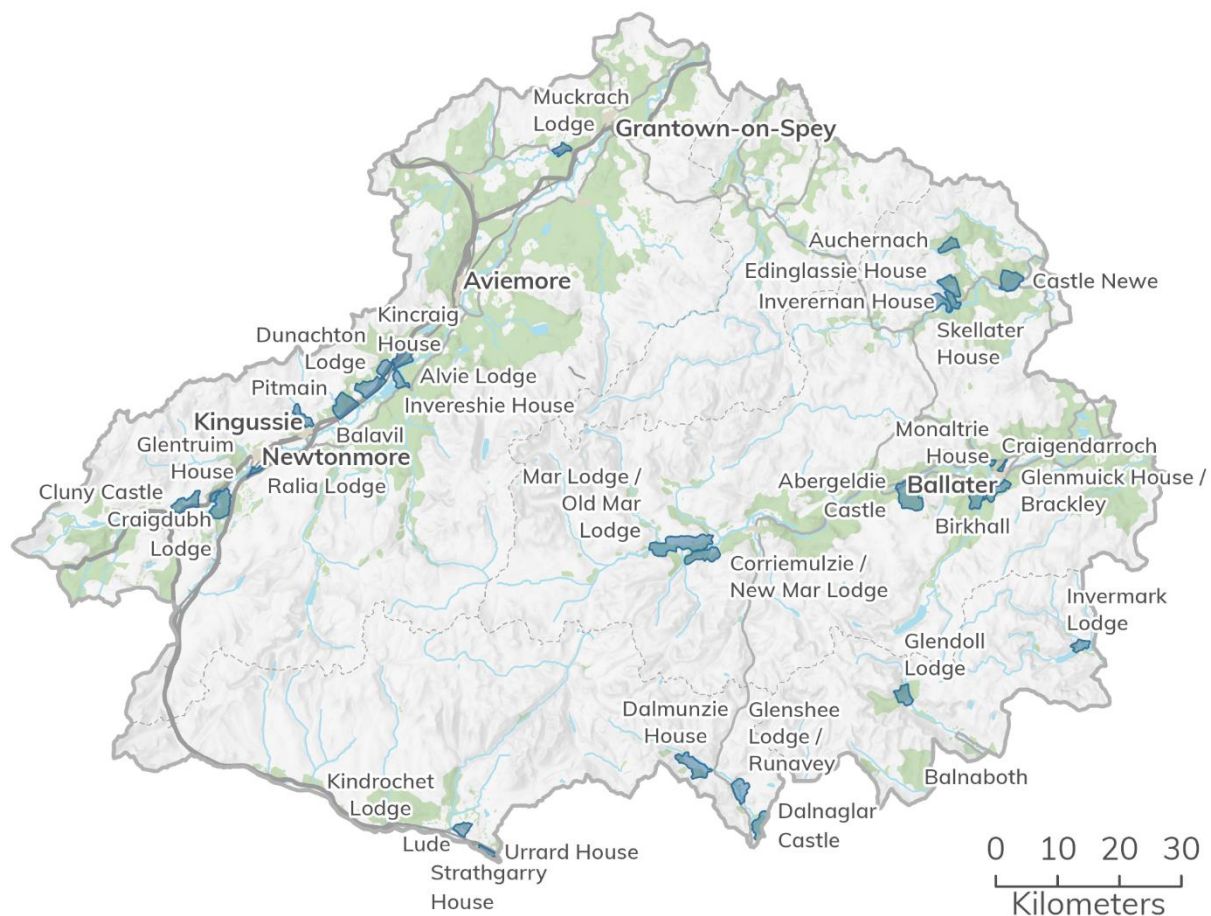 Muckrach
Lodge
Grantown-on-Spey
Auchernach
Edinglassie House
Castle Newe
Inverernan House
Skellater
House
Aviemore
Kincraig
House
Dunachton
Lodge
Alvie Lodge
Pitmain
Invereshie House
Kingussie
Balavil
Glentruim
House
Newtonmore
Ralia Lodge
Cluny Castle
Craigdubh
Lodge
Mar Lodge /
Old Mar
Lodge
Monaltrie
House
Craigendarroch
Abergeldie
Castle
Ballater
Glenmuick House /
Brackley
Birkhall
Corriemulzie /
New Mar Lodge
Invermark
Lodge
Glendoll
Lodge
Dalmunzie
House
Glenshee
Lodge /
Runavey
Balnaboth
Kindrochet
Lodge
Dalnaglar
Castle
Lude
Urrard House
Strathgarry
House
0 10 20 30
Kilometers